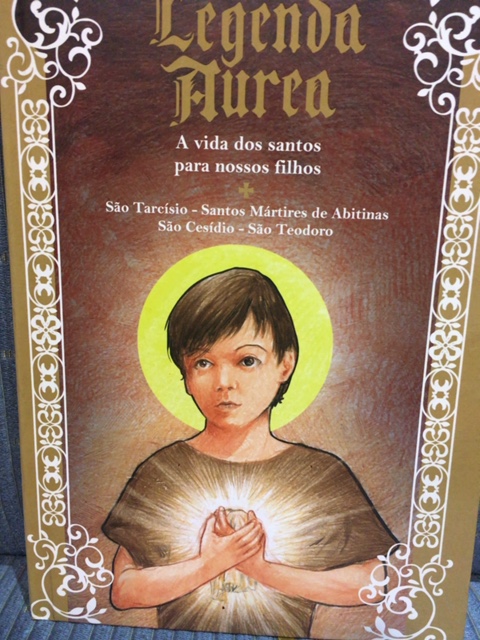 Legenda
Aurea
A vida dos santos
para nossos filhos
São Tarcísio - Santos Mártires de Abitinas
São Cesídio - São Teodoro